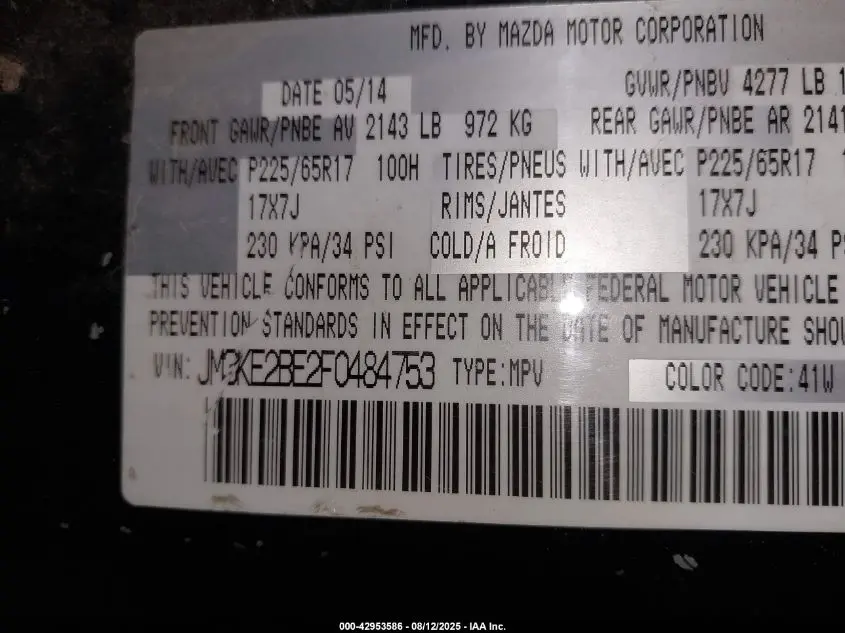 MFD. BY MAZDA MOTOR CORPORATION
DATE 05/14 GVWR/PNBV 4277 LB 1
FRONT GAWR/PNBE AV 2143 LB 972 KG REAR GAWR/PNBE AR 2141
WITH/AVEC P225/65R17 100H TIRES/PNEUS WITH/AVEC P225/65R17
17X7J RIMS/JANTES 17X7J
230 KPA/34 PSI COLD/A FROID 230 KPA/34 PS
THIS VEHICLE CONFORMS TO ALL APPLICABLE FEDERAL MOTOR VEHICLE
PREVENTION STANDARDS IN EFFECT ON THE DATE OF MANUFACTURE SHOW
VIN: JM3KE2BE2F0484753 TYPE:MPV COLOR CODE:41W
000-42953586 - 08/12/2025 - IAA Inc.